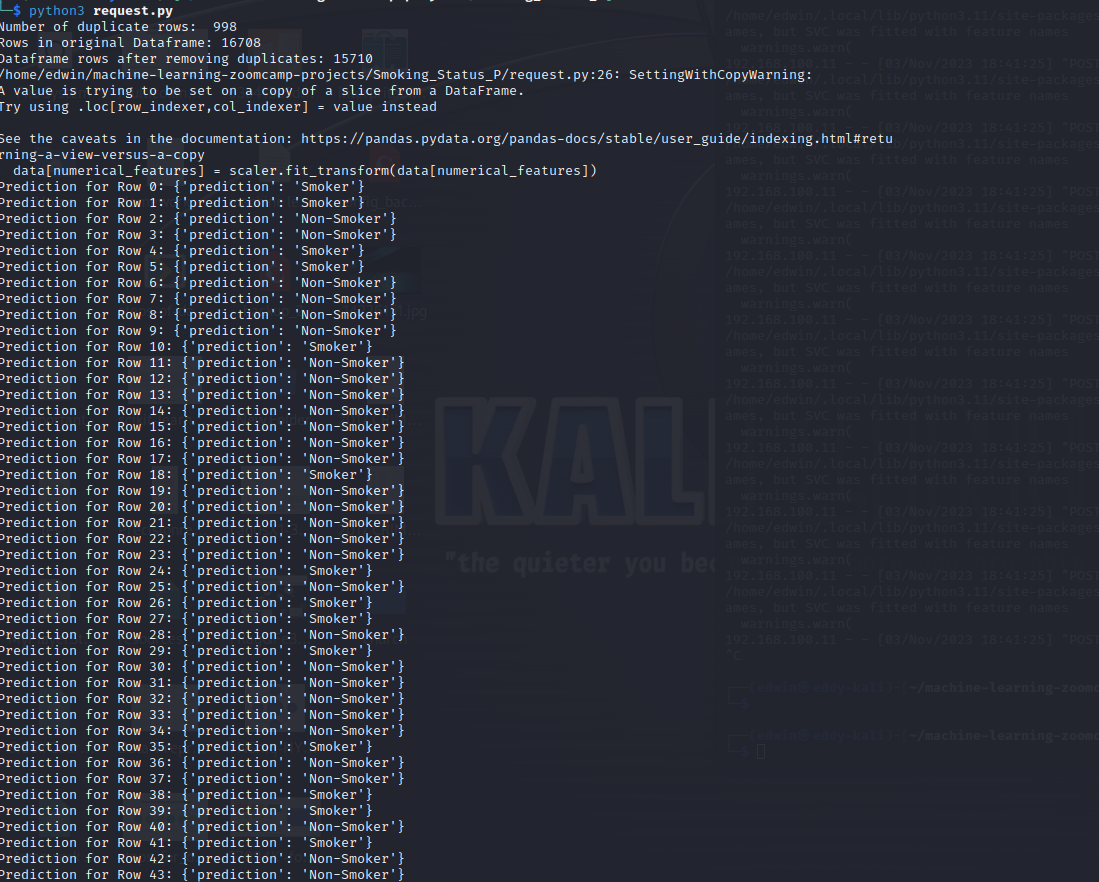 └─$ python3 request.py
Number of duplicate rows:  998
Rows in original Dataframe: 16708
Dataframe rows after removing duplicates: 15710
/home/edwin/machine-learning-zoomcamp-projects/Smoking_Status_P/request.py:26: SettingWithCopyWarning:
A value is trying to be set on a copy of a slice from a DataFrame.
Try using .loc[row_indexer,col_indexer] = value instead
See the caveats in the documentation: https://pandas.pydata.org/pandas-docs/stable/user_guide/indexing.html#retu
rning-a-view-versus-a-copy
  data[numerical_features] = scaler.fit_transform(data[numerical_features])
Prediction for Row 0: {'prediction': 'Smoker'}
Prediction for Row 1: {'prediction': 'Smoker'}
Prediction for Row 2: {'prediction': 'Non-Smoker'}
Prediction for Row 3: {'prediction': 'Non-Smoker'}
Prediction for Row 4: {'prediction': 'Smoker'}
Prediction for Row 5: {'prediction': 'Smoker'}
Prediction for Row 6: {'prediction': 'Non-Smoker'}
Prediction for Row 7: {'prediction': 'Non-Smoker'}
Prediction for Row 8: {'prediction': 'Non-Smoker'}
Prediction for Row 9: {'prediction': 'Non-Smoker'}
Prediction for Row 10: {'prediction': 'Smoker'}
Prediction for Row 11: {'prediction': 'Non-Smoker'}
Prediction for Row 12: {'prediction': 'Non-Smoker'}
Prediction for Row 13: {'prediction': 'Non-Smoker'}
Prediction for Row 14: {'prediction': 'Non-Smoker'}
Prediction for Row 15: {'prediction': 'Non-Smoker'}
Prediction for Row 16: {'prediction': 'Non-Smoker'}
Prediction for Row 17: {'prediction': 'Non-Smoker'}
Prediction for Row 18: {'prediction': 'Smoker'}
Prediction for Row 19: {'prediction': 'Non-Smoker'}
Prediction for Row 20: {'prediction': 'Non-Smoker'}
Prediction for Row 21: {'prediction': 'Non-Smoker'}
Prediction for Row 22: {'prediction': 'Non-Smoker'}
Prediction for Row 23: {'prediction': 'Non-Smoker'}
Prediction for Row 24: {'prediction': 'Smoker'}
Prediction for Row 25: {'prediction': 'Non-Smoker'}
Prediction for Row 26: {'prediction': 'Smoker'}
Prediction for Row 27: {'prediction': 'Smoker'}
Prediction for Row 28: {'prediction': 'Non-Smoker'}
Prediction for Row 29: {'prediction': 'Smoker'}
Prediction for Row 30: {'prediction': 'Non-Smoker'}
Prediction for Row 31: {'prediction': 'Non-Smoker'}
Prediction for Row 32: {'prediction': 'Non-Smoker'}
Prediction for Row 33: {'prediction': 'Non-Smoker'}
Prediction for Row 34: {'prediction': 'Non-Smoker'}
Prediction for Row 35: {'prediction': 'Smoker'}
Prediction for Row 36: {'prediction': 'Non-Smoker'}
Prediction for Row 37: {'prediction': 'Non-Smoker'}
Prediction for Row 38: {'prediction': 'Smoker'}
Prediction for Row 39: {'prediction': 'Smoker'}
Prediction for Row 40: {'prediction': 'Non-Smoker'}
Prediction for Row 41: {'prediction': 'Smoker'}
Prediction for Row 42: {'prediction': 'Non-Smoker'}
Prediction for Row 43: {'prediction': 'Non-Smoker'}
KALI
"the quieter you bec